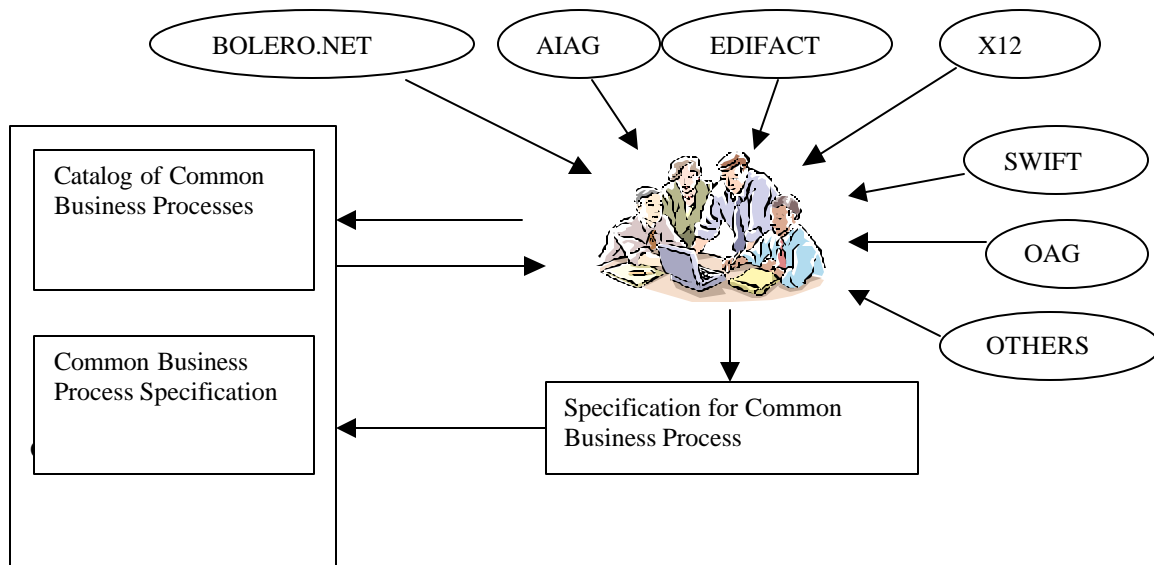 BOLERO.NET
AIAG
EDIFACT
X12
SWIFT
OAG
OTHERS
Catalog of Common
Business Processes
Common Business
Process Specification
Specification for Common
Business Process